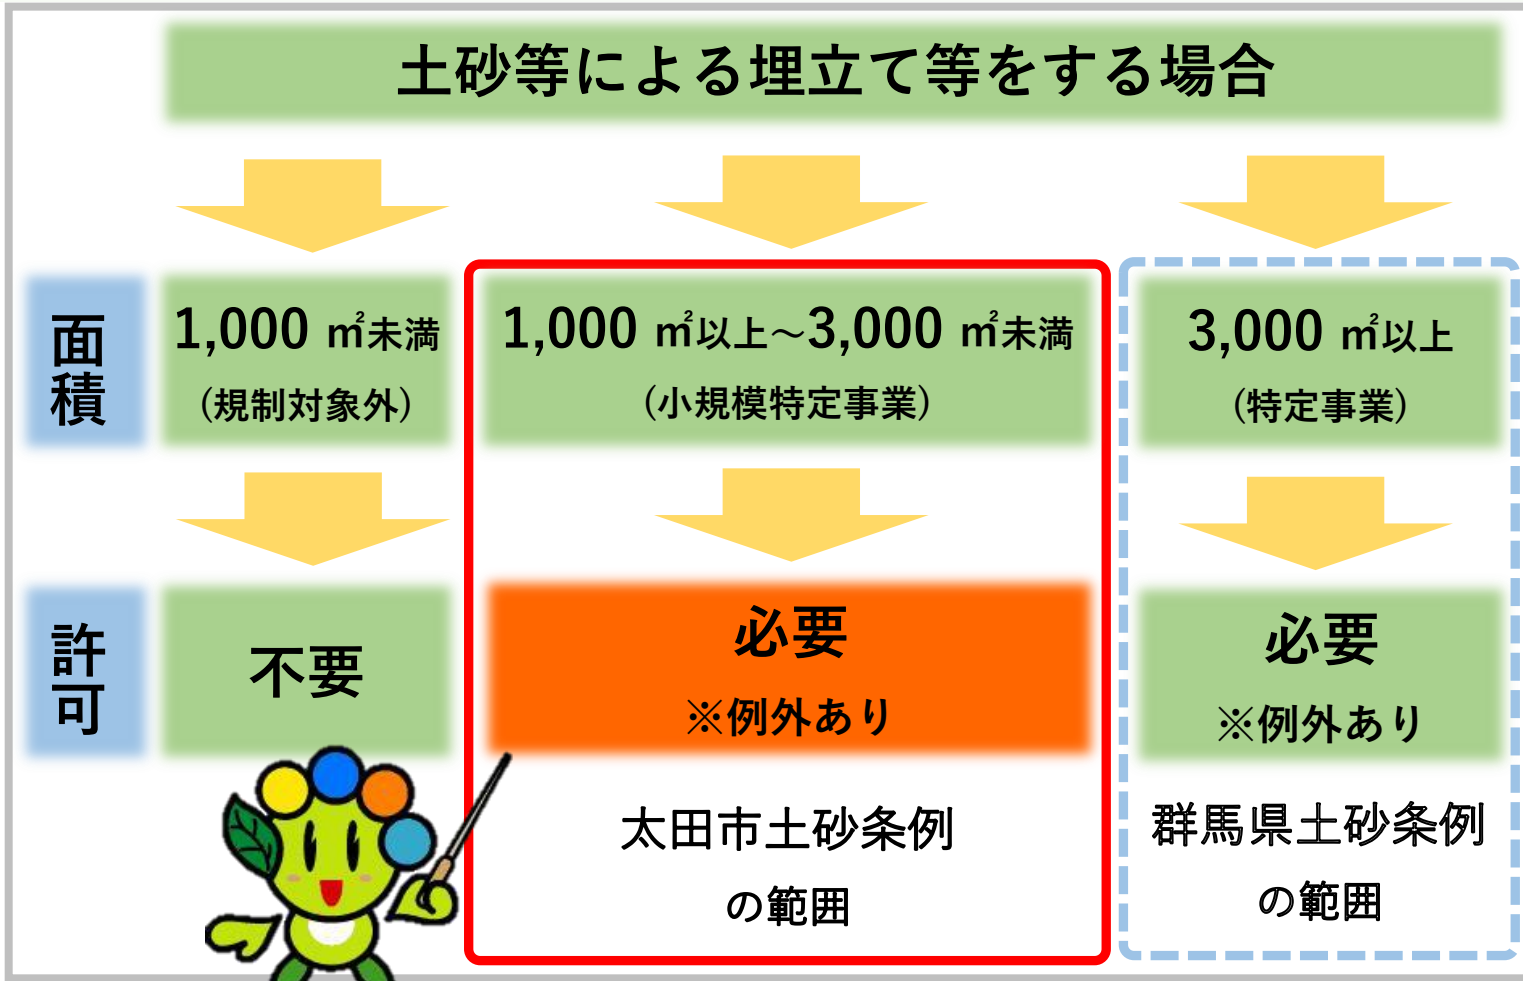 土砂等による埋立て等をする場合
面積
1,000 ㎡未満
(規制対象外)
1,000 ㎡以上～3,000 ㎡未満
(小規模特定事業)
3,000 ㎡以上
(特定事業)
許可
不要
必要
※例外あり
必要
※例外あり
太田市土砂条例
の範囲
群馬県土砂条例
の範囲